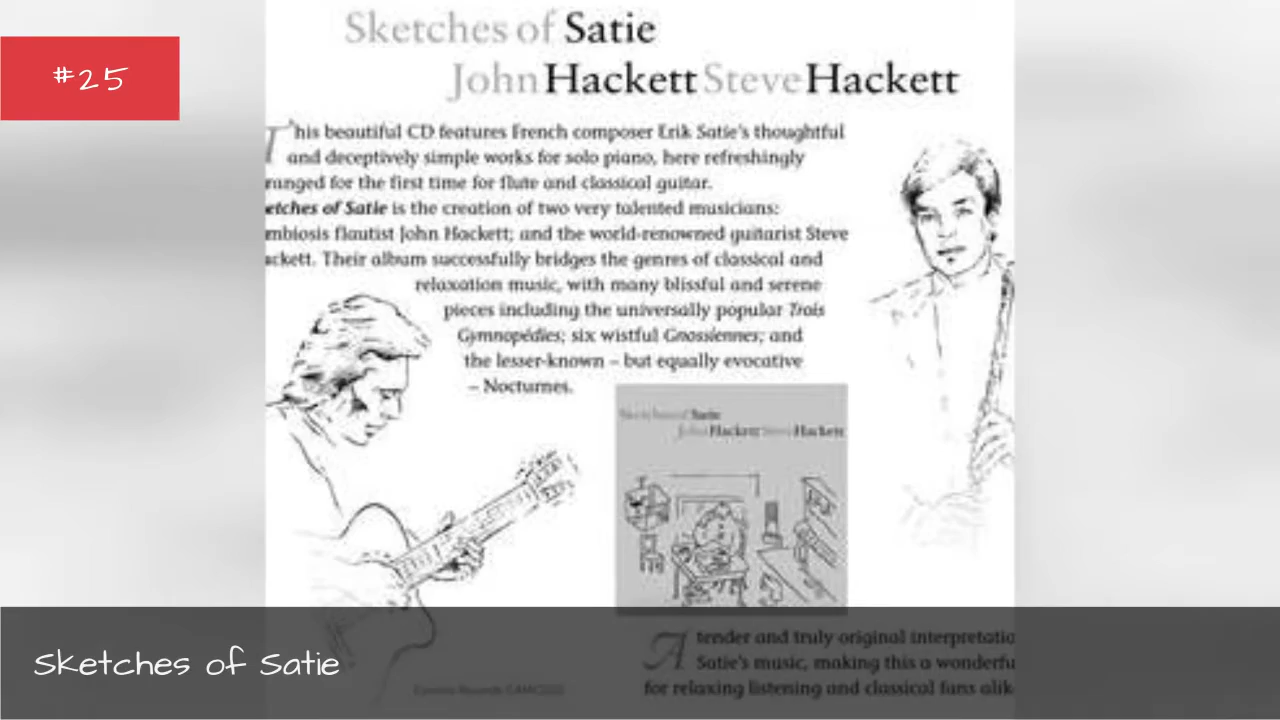 Sketches of Satie
John Hackett Steve Hackett
#25
This beautiful CD features French composer Erik Satie's thoughtful
and deceptively simple works for solo piano, here refreshingly
ranged for the first time for flute and classical guitar.
etches of Satie is the creation of two very talented musicians:
mbiosis flautist John Hackett; and the world-renowned guitarist Steve
ackett. Their album successfully bridges the genres of classical and
relaxation music, with many blissful and serene
pieces including the universally popular Trois
Gymnopédies; six wistful Gnossiennes; and
the lesser-known – but equally evocative
– Nocturnes.
Sketches of Satie
John Hackett Steve Hackett
A tender and truly original interpretatio
Satie's music, making this a wonderfu
for relaxing listening and classical fans alik
Sketches of Satie